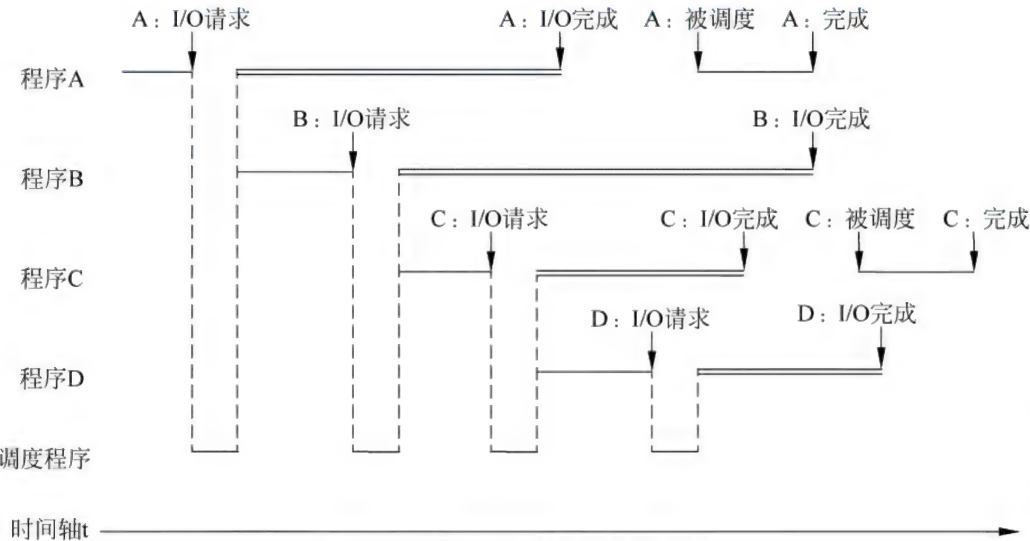 A：I/O请求 A：I/O完成 A：被调度 A：完成
程序A
B：I/O请求 B：I/O完成
程序B
C：I/O请求 C：I/O完成 C：被调度 C：完成
程序C
D：I/O请求 D：I/O完成
程序D
调度程序
时间轴t